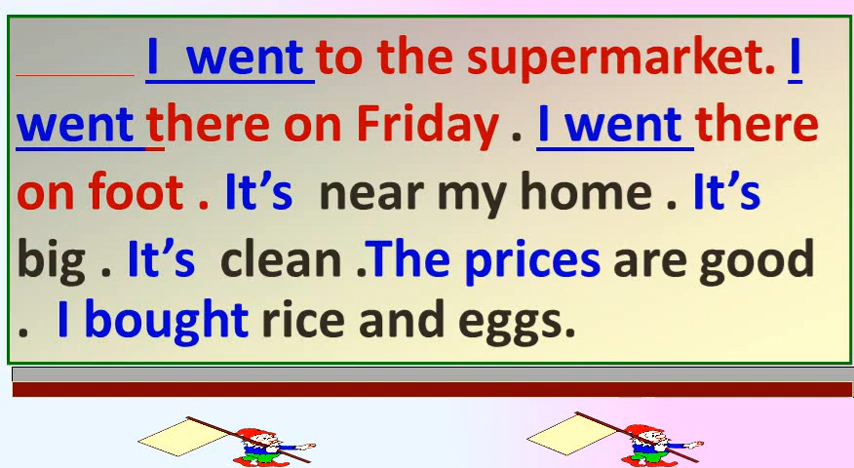 I went to the supermarket. I
went there on Friday . I went there
on foot . It’s near my home . It’s
big . It’s clean .The prices are good
. I bought rice and eggs.